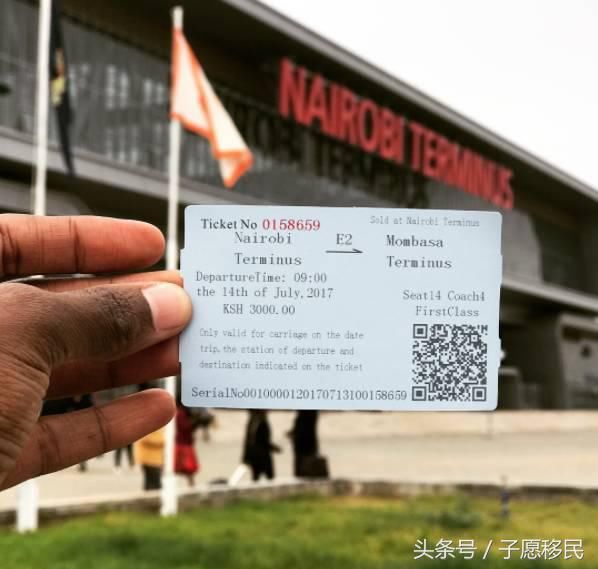 NAIROBI TERMINUS
Ticket No 0158659
Sold at Nairobi Terminus
Nairobi E2 Mombasa
Terminus Terminus
DepartureTime: 09:00
the 14th of July,2017
Seat14 Coach4
KSH 3000.00 FirstClass
Only valid for carriage on the date
trip, the station of departure and
destination indicated on the ticket
SerialNo00100001201707131001​58659
头条号 / 子愿移民